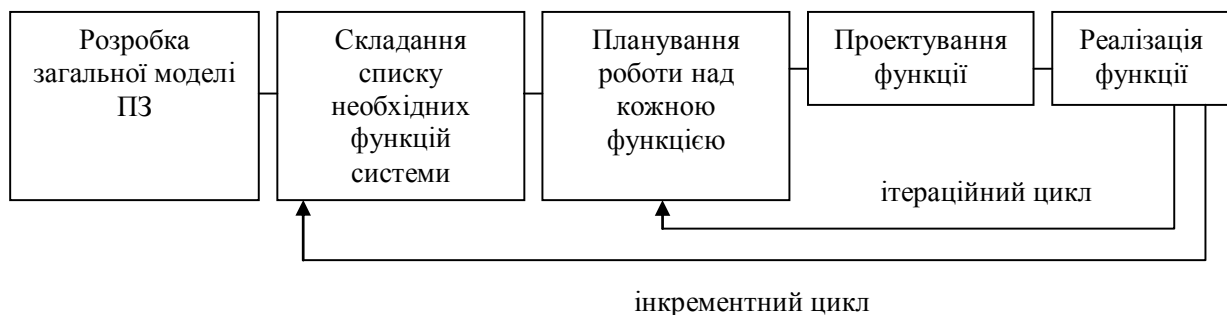 Розробка
загальної моделі
ПЗ
Складання
списку
необхідних
функцій
системи
Планування
роботи над
кожною
функцією
Проектування
функції
Реалізація
функції
ітераційний цикл
інкрементний цикл